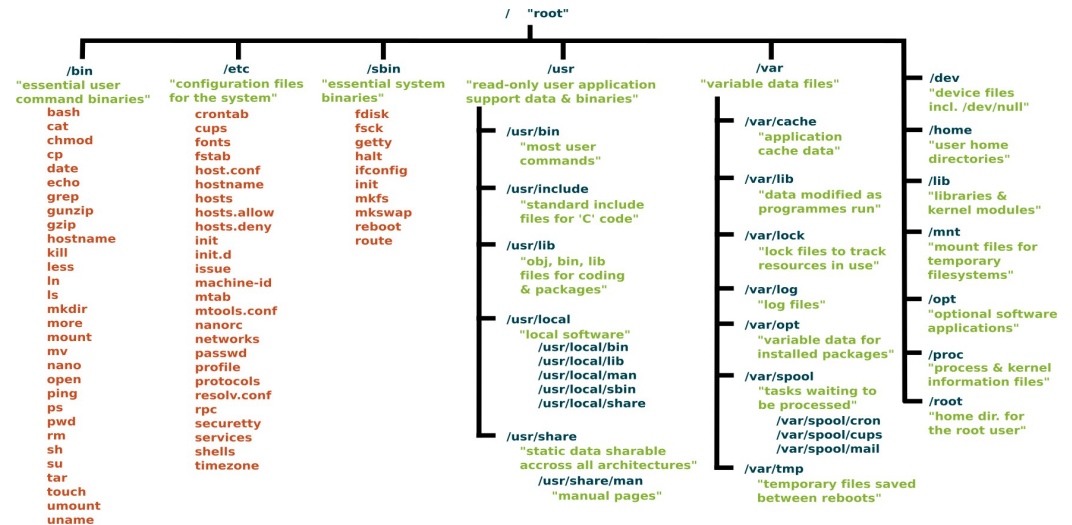 / "root"
/bin
"essential user
command binaries"
bash
cat
chmod
cp
date
echo
grep
gunzip
gzip
hostname
kill
less
ln
ls
mkdir
more
mount
mv
nano
open
ping
ps
pwd
rm
sh
su
tar
touch
umount
uname
/etc
"configuration files
for the system"
crontab
cups
fonts
fstab
host.conf
hostname
hosts
hosts.allow
hosts.deny
init
init.d
issue
machine-id
mtab
mtools.conf
nanorc
networks
passwd
profile
protocols
resolv.conf
rpc
securetty
services
shells
timezone
/sbin
"essential system
binaries"
fdisk
fsck
getty
halt
ifconfig
init
mkfs
mkswap
reboot
route
/usr
"read-only user application
support data & binaries"
/usr/bin
"most user
commands"
/usr/include
"standard include
files for 'C' code"
/usr/lib
"obj, bin, lib
files for coding
& packages"
/usr/local
"local software"
/usr/local/bin
/usr/local/lib
/usr/local/man
/usr/local/sbin
/usr/local/share
/usr/share
"static data sharable
accross all architectures"
/usr/share/man
"manual pages"
/var
"variable data files"
/var/cache
"application
cache data"
/var/lib
"data modified as
programmes run"
/var/lock
"lock files to track
resources in use"
/var/log
"log files"
/var/opt
"variable data for
installed packages"
/var/spool
"tasks waiting to
be processed"
/var/spool/cron
/var/spool/cups
/var/spool/mail
/var/tmp
"temporary files saved
between reboots"
/dev
"device files
incl. /dev/null"
/home
"user home
directories"
/lib
"libraries &
kernel modules"
/mnt
"mount files for
temporary
filesystems"
/opt
"optional software
applications"
/proc
"process & kernel
information files"
/root
"home dir. for
the root user"